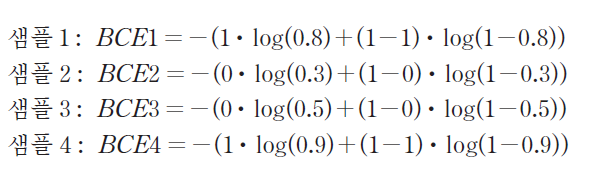 샘플 1 : BCE1 = −(1 · log(0.8)+(1−1) · log(1−0.8))
샘플 2 : BCE2 = −(0 · log(0.3)+(1−0) · log(1−0.3))
샘플 3 : BCE3 = −(0 · log(0.5)+(1−0) · log(1−0.5))
샘플 4 : BCE4 = −(1 · log(0.9)+(1−1) · log(1−0.9))